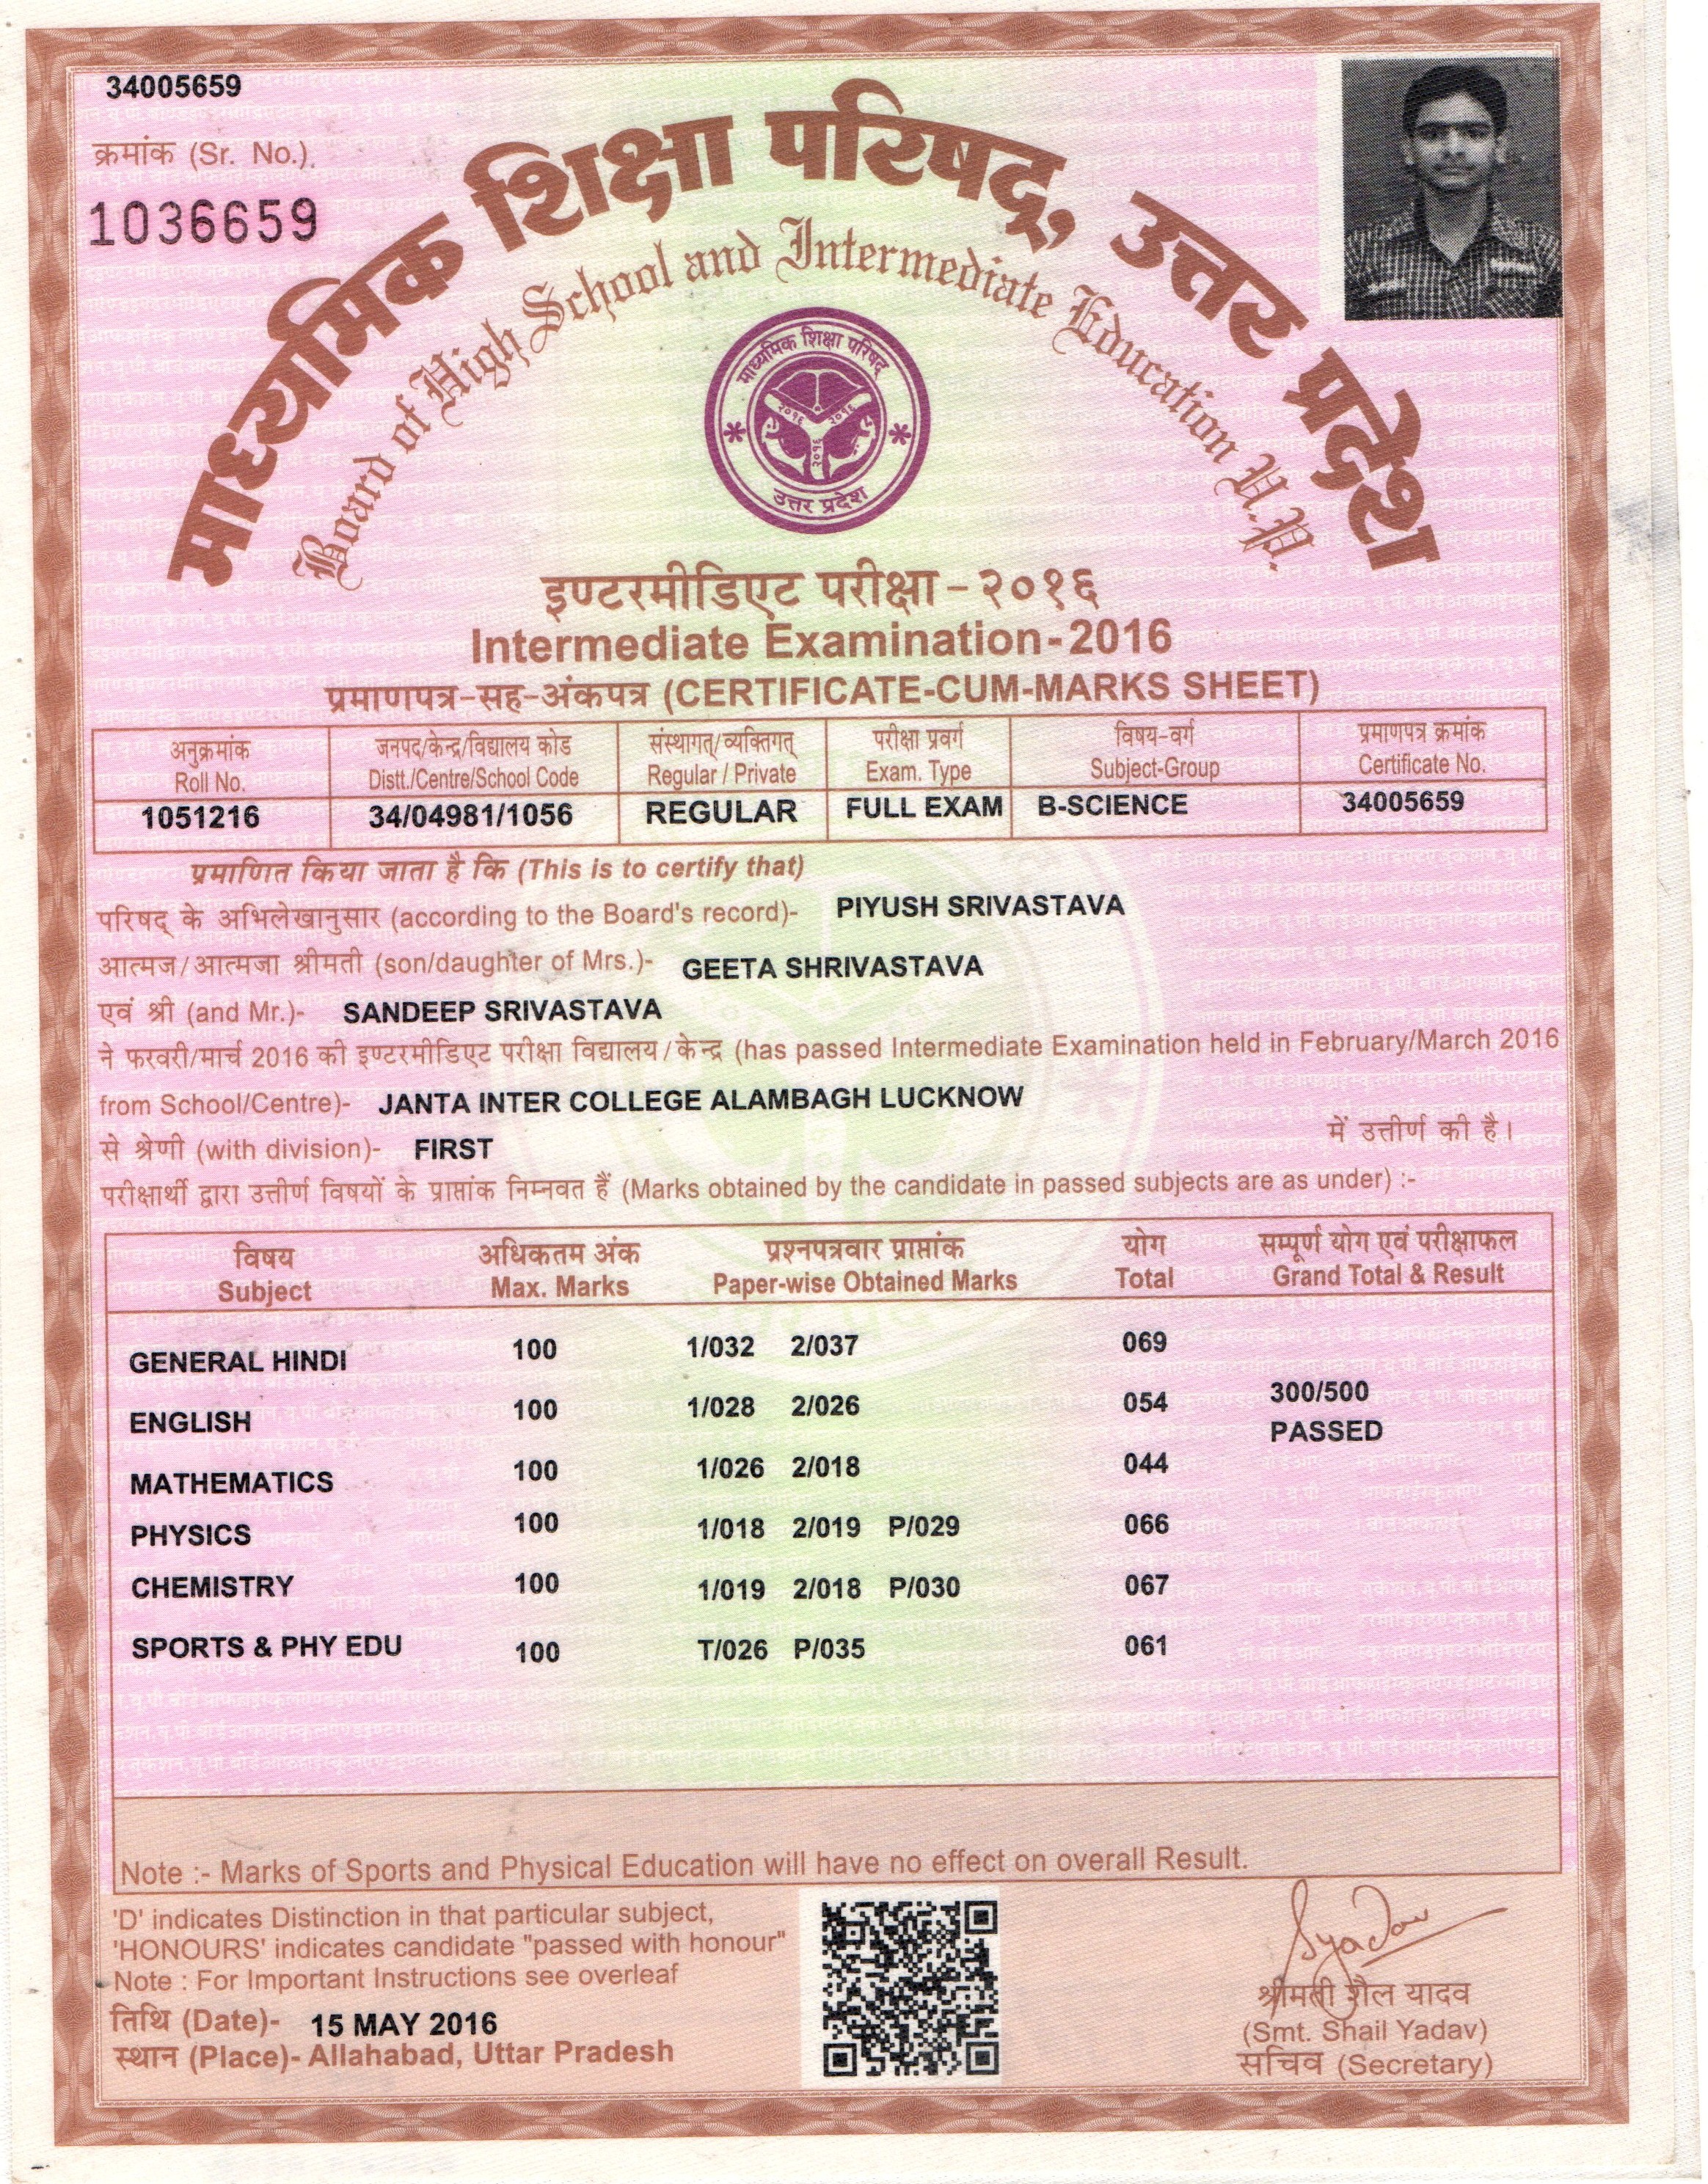 34005659
क्रमांक (Sr. No.).
1036659
माध्यमिक शिक्षा परिषद्, उत्तर प्रदेश
Board of High School and Intermediate Education U.P.
माध्यमिक शिक्षा परिषद्
२०१६ २०१६
२०१६
उत्तर प्रदेश
इण्टरमीडिएट परीक्षा - २०१६
Intermediate Examination - 2016
प्रमाणपत्र-सह-अंकपत्र (CERTIFICATE-CUM-MARKS SHEET)
अनुक्रमांक जनपद/केन्द्र/विद्यालय कोड संस्थागत्/व्यक्तिगत् परीक्षा प्रवर्ग विषय-वर्ग प्रमाणपत्र क्रमांक
Roll No. Distt./Centre/School Code Regular / Private Exam. Type Subject-Group Certificate No.
1051216 34/04981/1056 REGULAR FULL EXAM B-SCIENCE 34005659
प्रमाणित किया जाता है कि (This is to certify that)
परिषद् के अभिलेखानुसार (according to the Board's record)- PIYUSH SRIVASTAVA
आत्मज/आत्मजा श्रीमती (son/daughter of Mrs.)- GEETA SHRIVASTAVA
एवं श्री (and Mr.)- SANDEEP SRIVASTAVA
ने फरवरी/मार्च 2016 की इण्टरमीडिएट परीक्षा विद्यालय/केन्द्र (has passed Intermediate Examination held in February/March 2016
from School/Centre)- JANTA INTER COLLEGE ALAMBAGH LUCKNOW
से श्रेणी (with division)- FIRST में उत्तीर्ण की है।
परीक्षार्थी द्वारा उत्तीर्ण विषयों के प्राप्तांक निम्नवत हैं (Marks obtained by the candidate in passed subjects are as under) :-
विषय अधिकतम अंक प्रश्नपत्रवार प्राप्तांक योग सम्पूर्ण योग एवं परीक्षाफल
Subject Max. Marks Paper-wise Obtained Marks Total Grand Total & Result
GENERAL HINDI 100 1/032 2/037 069
ENGLISH 100 1/028 2/026 054 300/500
PASSED
MATHEMATICS 100 1/026 2/018 044
PHYSICS 100 1/018 2/019 P/029 066
CHEMISTRY 100 1/019 2/018 P/030 067
SPORTS & PHY EDU 100 T/026 P/035 061
Note :- Marks of Sports and Physical Education will have no effect on overall Result.
'D' indicates Distinction in that particular subject,
'HONOURS' indicates candidate "passed with honour"
Note : For Important Instructions see overleaf
तिथि (Date)- 15 MAY 2016
स्थान (Place)- Allahabad, Uttar Pradesh
Syadav
श्रीमती शैल यादव
(Smt. Shail Yadav)
सचिव (Secretary)